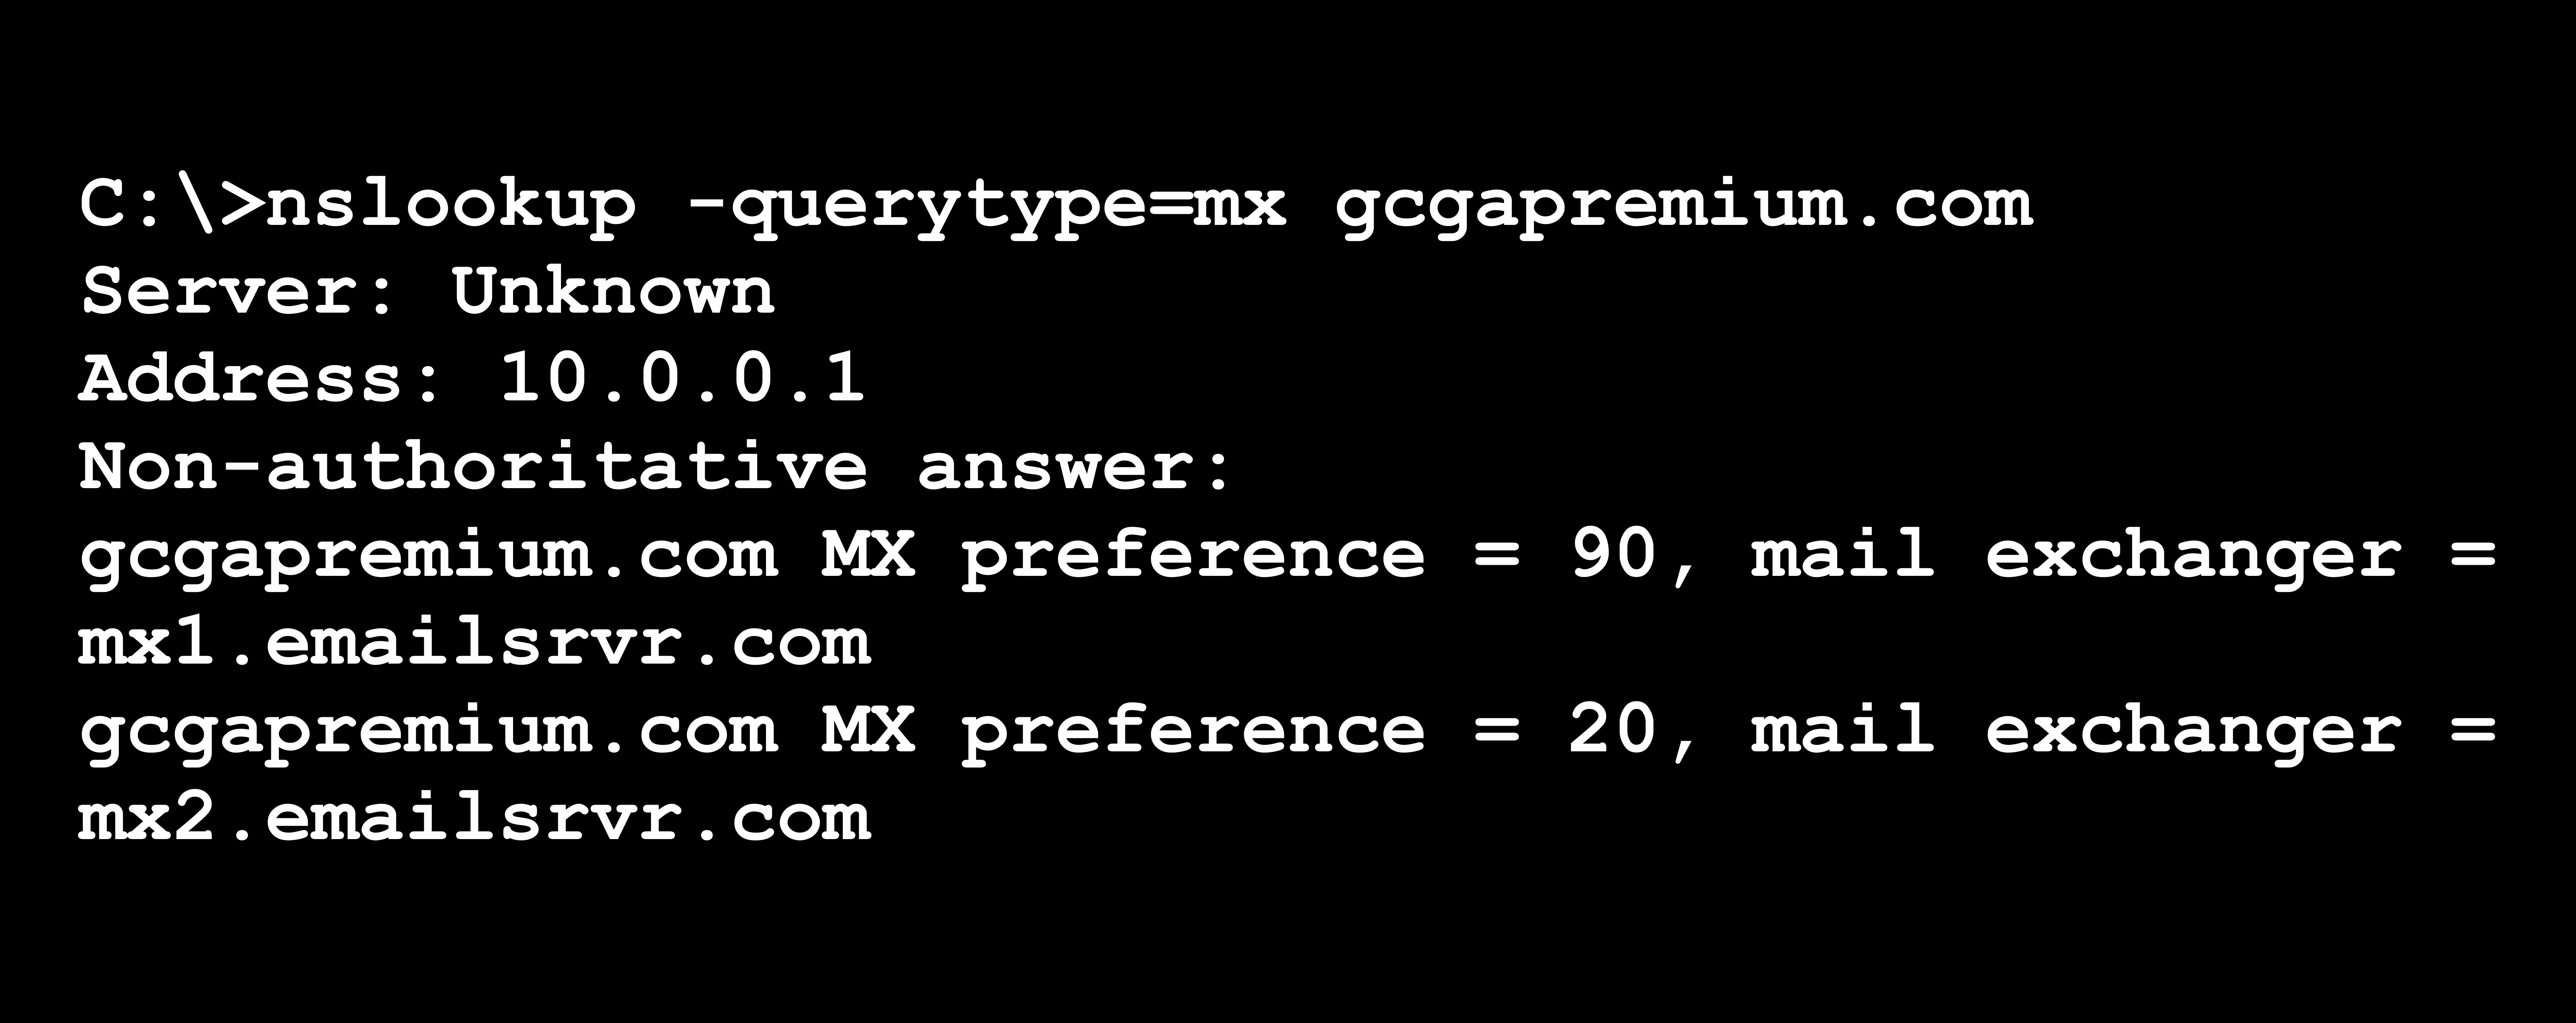 C:\>nslookup -querytype=mx gcgapremium.com
Server: Unknown
Address: 10.0.0.1
Non-authoritative answer:
gcgapremium.com MX preference = 90, mail exchanger =
mx1.emailsrvr.com
gcgapremium.com MX preference = 20, mail exchanger =
mx2.emailsrvr.com